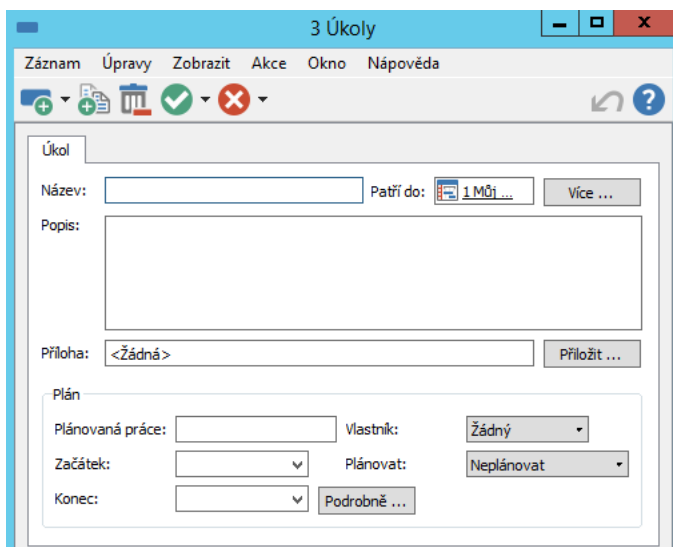 3 Úkoly
Záznam Úpravy Zobrazit Akce Okno Nápověda
Úkol
Název: Patří do: 1 Můj ... Více ...
Popis:
Příloha: <Žádná> Přiložit ...
Plán
Plánovaná práce: Vlastník: Žádný
Začátek: Plánovat: Neplánovat
Konec: Podrobně ...